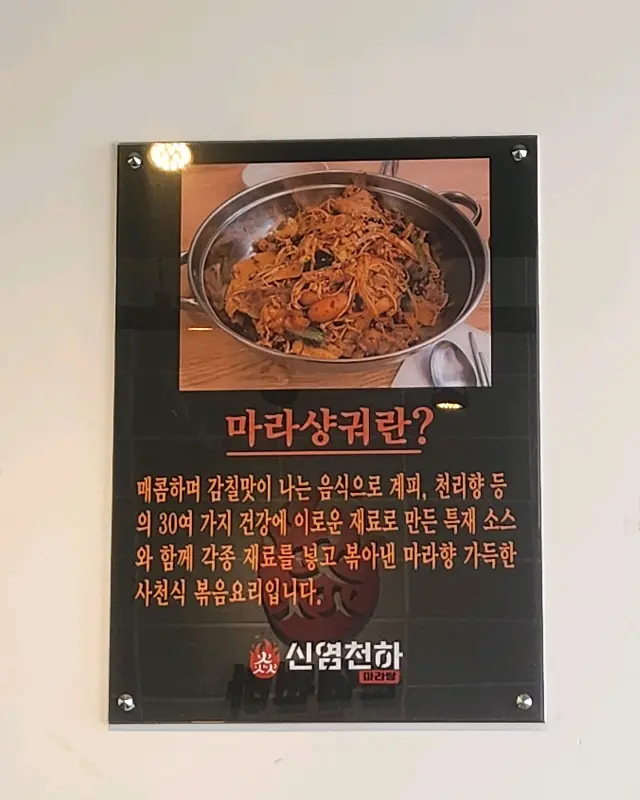 마라샹궈란?
매콤하며 감칠맛이 나는 음식으로 계피, 천리향 등
의 30여 가지 건강에 이로운 재료로 만든 특재 소스
와 함께 각종 재료를 넣고 볶아낸 마라향 가득한
사천식 볶음요리입니다.
신염천하
마라탕